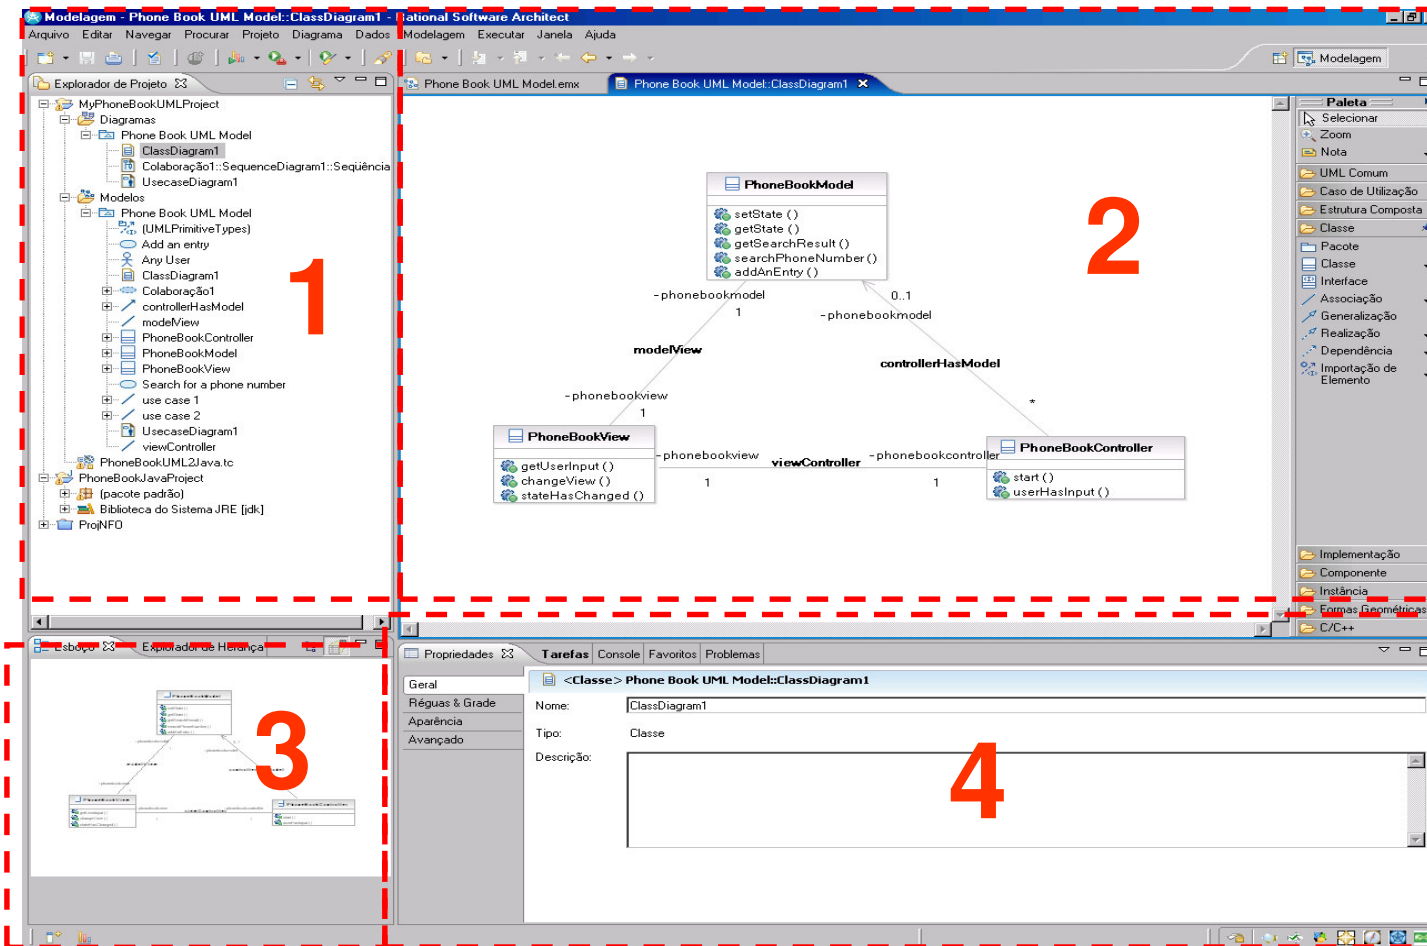 Modelagem - Phone Book UML Model::ClassDiagram1 - Rational Software Architect
Arquivo Editar Navegar Procurar Projeto Diagrama Dados Modelagem Executar Janela Ajuda
Modelagem
Explorador de Projeto
MyPhoneBookUMLProject
Diagramas
Phone Book UML Model
ClassDiagram1
Colaboração1::SequenceDiagram1::Seqüência
UsecaseDiagram1
Modelos
Phone Book UML Model
(UMLPrimitiveTypes)
Add an entry
Any User
ClassDiagram1
Colaboração1
controllerHasModel
modelView
PhoneBookController
PhoneBookModel
PhoneBookView
Search for a phone number
use case 1
use case 2
UsecaseDiagram1
viewController
PhoneBookUML2Java.tc
PhoneBookJavaProject
(pacote padrão)
Biblioteca do Sistema JRE [jdk]
ProjNFO
1
Phone Book UML Model.emx
Phone Book UML Model::ClassDiagram1
PhoneBookModel
setState ()
getState ()
getSearchResult ()
searchPhoneNumber ()
addAnEntry ()
-phonebookmodel
1
0..1
-phonebookmodel
modelView
controllerHasModel
-phonebookview
1
*
PhoneBookView
getUserInput ()
changeView ()
stateHasChanged ()
-phonebookview
1
viewController
-phonebookcontroller
1
PhoneBookController
start ()
userHasInput ()
2
Paleta
Selecionar
Zoom
Nota
UML Comum
Caso de Utilização
Estrutura Composta
Classe
Pacote
Classe
Interface
Associação
Generalização
Realização
Dependência
Importação de
Elemento
Implementação
Componente
Instância
Formas Geométricas
C/C++
Esboço
Explorador de Herança
PhoneBookModel
PhoneBookView
PhoneBookController
3
Propriedades Tarefas Console Favoritos Problemas
Geral
Réguas & Grade
Aparência
Avançado
<Classe> Phone Book UML Model::ClassDiagram1
Nome: ClassDiagram1
Tipo: Classe
Descrição:
4